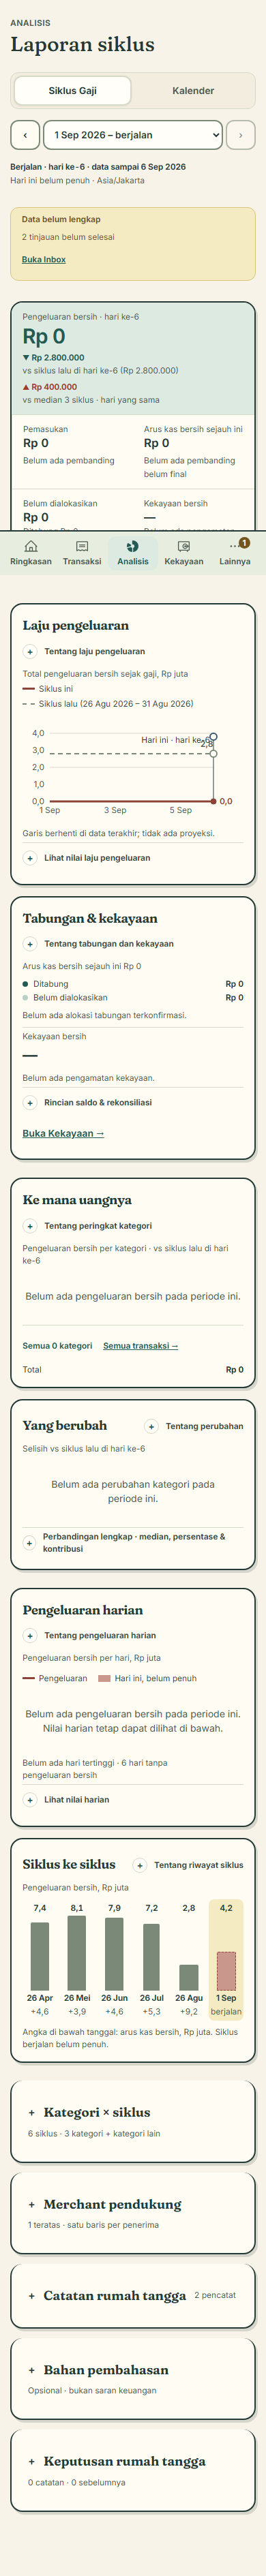 ANALISIS
Laporan siklus
Siklus Gaji
Kalender
‹
1 Sep 2026 – berjalan
›
Berjalan · hari ke-6 · data sampai 6 Sep 2026
Hari ini belum penuh · Asia/Jakarta
Data belum lengkap
2 tinjauan belum selesai
Buka Inbox
Pengeluaran bersih · hari ke-6
Rp 0
▼ Rp 2.800.000
vs siklus lalu di hari ke-6 (Rp 2.800.000)
▲ Rp 400.000
vs median 3 siklus · hari yang sama
Pemasukan
Rp 0
Belum ada pembanding
Arus kas bersih sejauh ini
Rp 0
Belum ada pembanding
belum final
Belum dialokasikan
Rp 0
Kekayaan bersih
—
Ringkasan
Transaksi
Analisis
Kekayaan
1
Lainnya
Laju pengeluaran
+ Tentang laju pengeluaran
Total pengeluaran bersih sejak gaji, Rp juta
Siklus ini
Siklus lalu (26 Agu 2026 – 31 Agu 2026)
Hari ini · hari ke-6
4,0
2,8
3,0
2,0
1,0
0,0
0,0
1 Sep
3 Sep
5 Sep
Garis berhenti di data terakhir; tidak ada proyeksi.
+ Lihat nilai laju pengeluaran
Tabungan & kekayaan
+ Tentang tabungan dan kekayaan
Arus kas bersih sejauh ini Rp 0
Ditabung Rp 0
Belum dialokasikan Rp 0
Belum ada alokasi tabungan terkonfirmasi.
Kekayaan bersih
—
Belum ada pengamatan kekayaan.
+ Rincian saldo & rekonsiliasi
Buka Kekayaan →
Ke mana uangnya
+ Tentang peringkat kategori
Pengeluaran bersih per kategori · vs siklus lalu di hari
ke-6
Belum ada pengeluaran bersih pada periode ini.
Semua 0 kategori Semua transaksi →
Total Rp 0
Yang berubah
+ Tentang perubahan
Selisih vs siklus lalu di hari ke-6
Belum ada perubahan kategori pada
periode ini.
+ Perbandingan lengkap · median, persentase &
kontribusi
Pengeluaran harian
+ Tentang pengeluaran harian
Pengeluaran bersih per hari, Rp juta
Pengeluaran Hari ini, belum penuh
Belum ada pengeluaran bersih pada periode ini.
Nilai harian tetap dapat dilihat di bawah.
Belum ada hari tertinggi · 6 hari tanpa
pengeluaran bersih
+ Lihat nilai harian
Siklus ke siklus
+ Tentang riwayat siklus
Pengeluaran bersih, Rp juta
7,4 8,1 7,9 7,2 2,8 4,2
26 Apr 26 Mei 26 Jun 26 Jul 26 Agu 1 Sep
+4,6 +3,9 +4,6 +5,3 +9,2 berjalan
Angka di bawah tanggal: arus kas bersih, Rp juta. Siklus
berjalan belum penuh.
+ Kategori × siklus
6 siklus · 3 kategori + kategori lain
+ Merchant pendukung
1 teratas · satu baris per penerima
+ Catatan rumah tangga 2 pencatat
+ Bahan pembahasan
Opsional · bukan saran keuangan
+ Keputusan rumah tangga
0 catatan · 0 sebelumnya